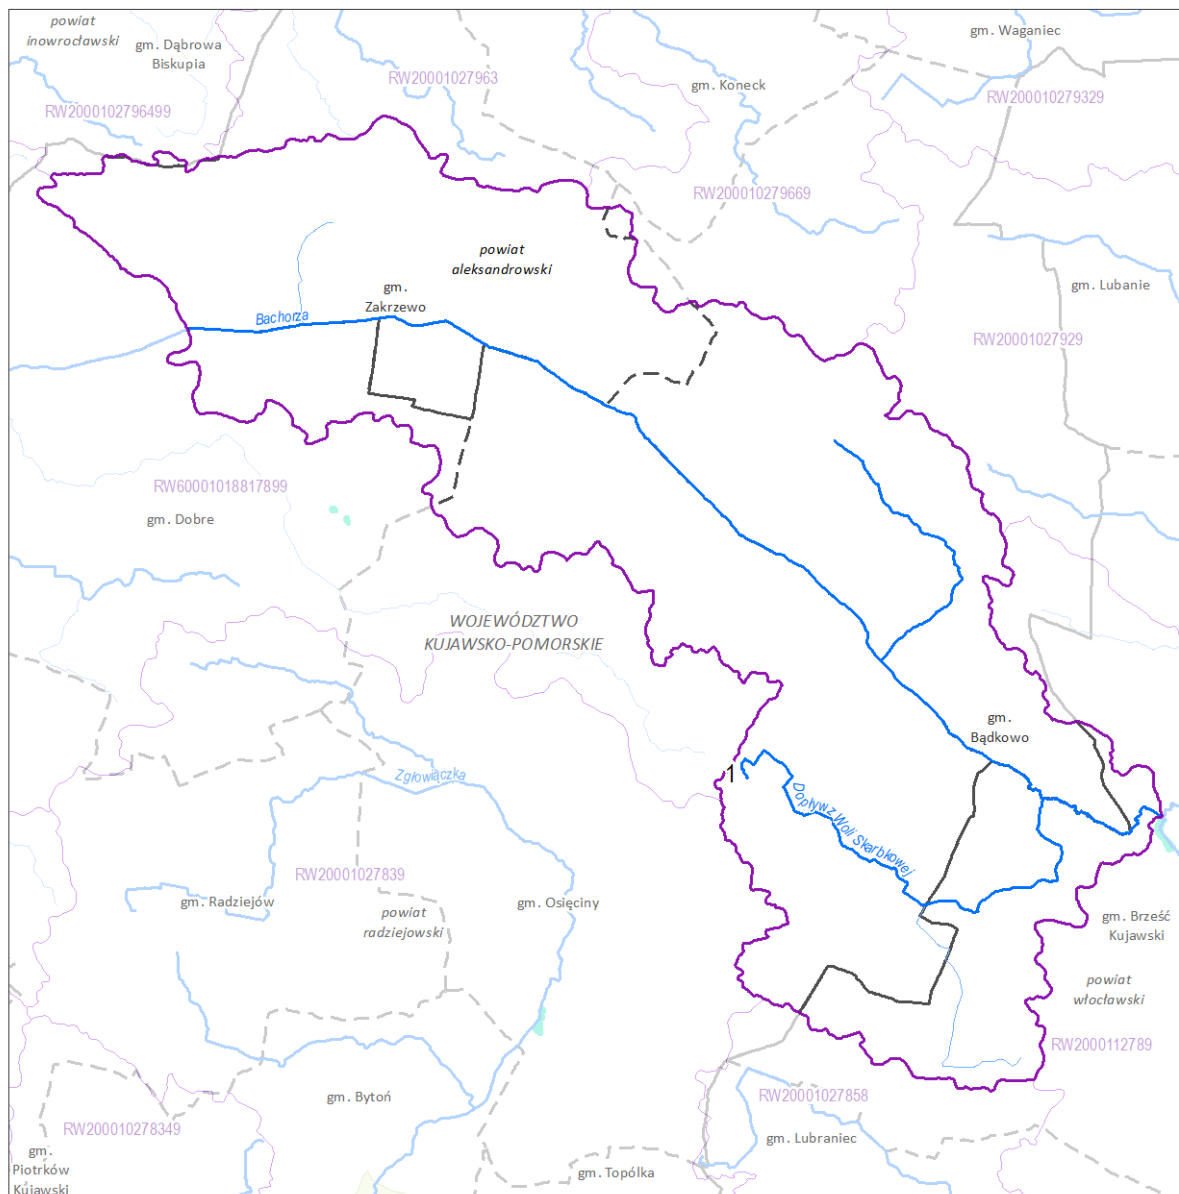 powiat
inowrocławski
gm. Dąbrowa
Biskupia
gm. Waganiec
RW20001027963
gm. Koneck
RW2000102796499
RW200010279329
RW200010279669
powiat
aleksandrowski
gm.
Zakrzewo
gm. Lubanie
Bachorza
RW20001027929
RW60001018817899
gm. Dobre
WOJEWÓDZTWO
KUJAWSKO-POMORSKIE
gm.
Bądkowo
1
Zgłowiączka
Dopływ z Woli Skarbkowej
RW20001027839
gm. Radziejów
powiat
radziejowski
gm. Osięciny
gm. Brześć
Kujawski
powiat
włocławski
RW2000112789
gm. Bytoń
RW20001027858
RW200010278349
gm. Lubraniec
gm.
Piotrków
Kujawski
gm. Topólka